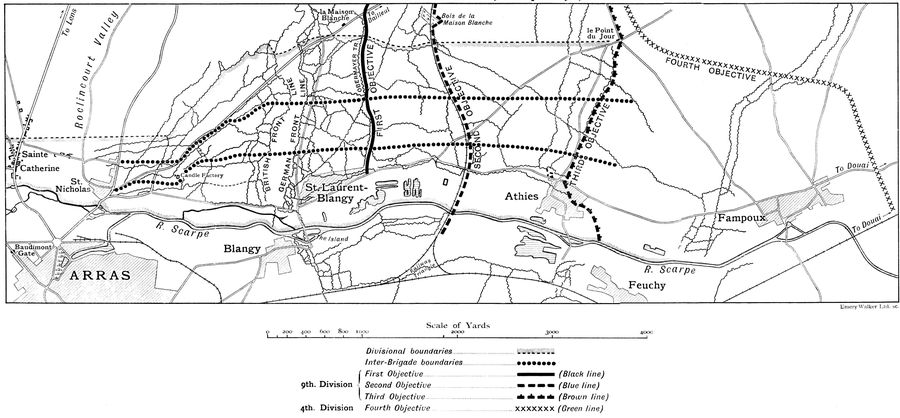 To Lens
Roclincourt Valley
la Maison Blanche
To Bailleul
Bois de la Maison Blanche
le Point du Jour
FOURTH OBJECTIVE
HANOVER TR.
FIRST OBJECTIVE
SECOND OBJECTIVE
THIRD OBJECTIVE
BRITISH FRONT LINE
GERMAN FRONT LINE
Sainte
Catherine
St. Nicholas
Candle Factory
St. Laurent-Blangy
Athies
To Douai
Fampoux
To Douai
R. Scarpe
Blangy
The Island
Baudimont Gate
ARRAS
R. Scarpe
Feuchy
Emery Walker Ltd. sc.
Scale of Yards
0 200 400 600 800 1000 2000 3000 4000
Divisional boundaries
Inter-Brigade boundaries
9th. Division
First Objective (Black line)
Second Objective (Blue line)
Third Objective (Brown line)
4th. Division Fourth Objective (Green line)